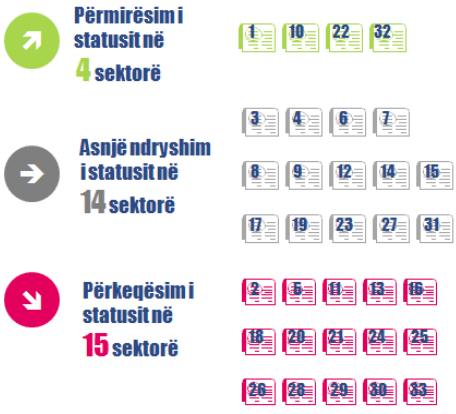 Përmirësim i
statusit në
4 sektorë
1 10 22 32
Asnjë ndryshim
i statusit në
14 sektorë
3 4 6 7
8 9 12 14 15
17 19 23 27 31
Përkeqësim i
statusit në
15 sektorë
2 5 11 13 16
18 20 21 24 25
26 28 29 30 33